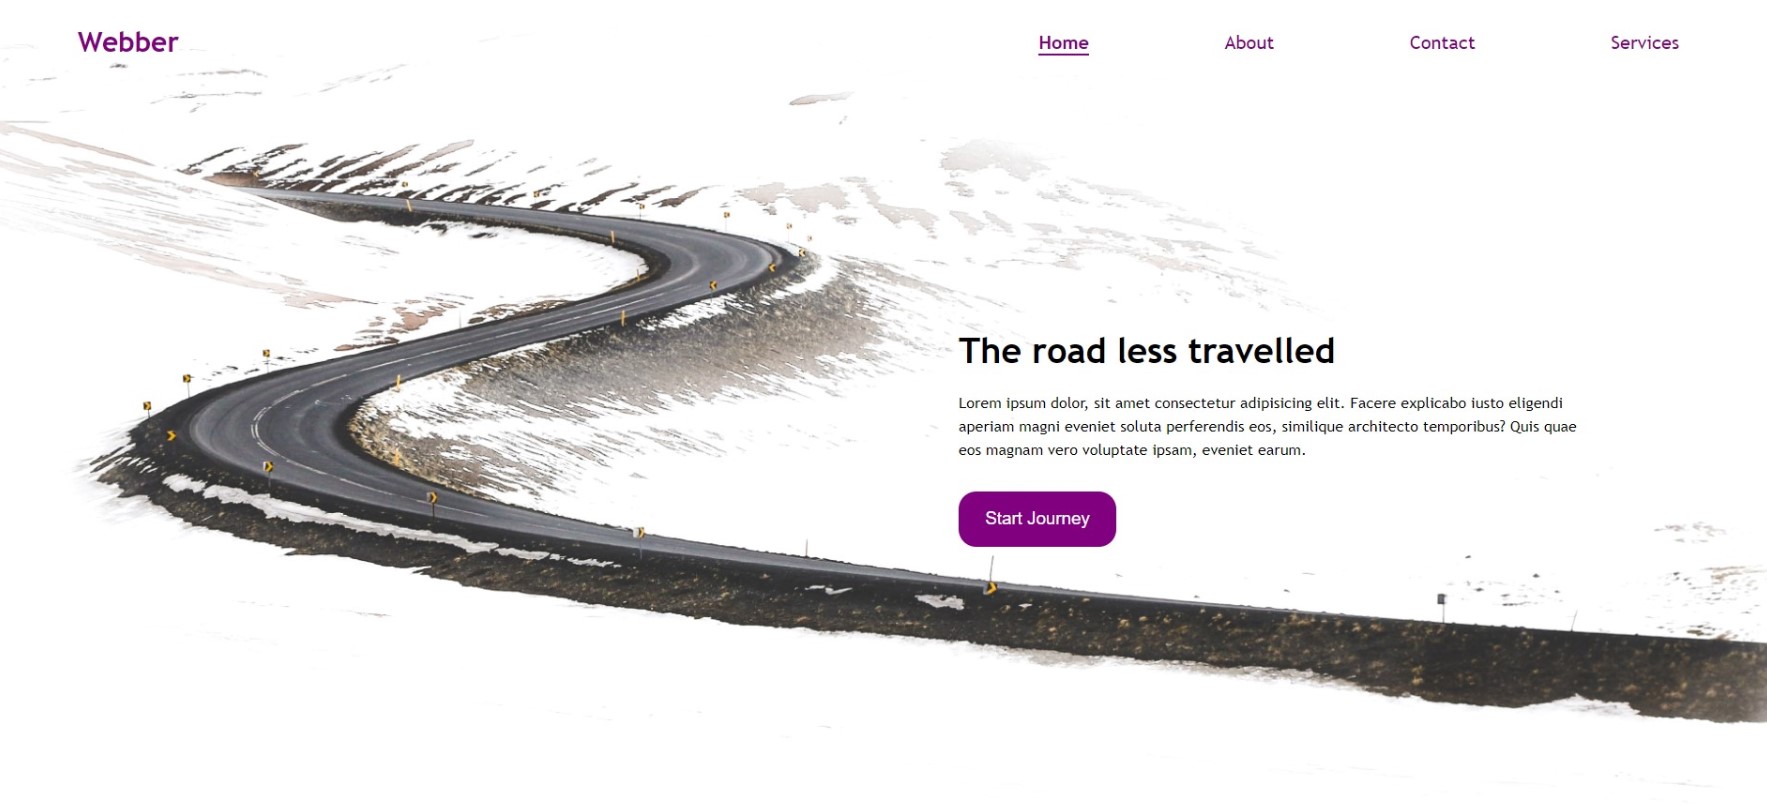 Webber
Home
About
Contact
Services
The road less travelled
Lorem ipsum dolor, sit amet consectetur adipisicing elit. Facere explicabo iusto eligendi
aperiam magni eveniet soluta perferendis eos, similique architecto temporibus? Quis quae
eos magnam vero voluptate ipsam, eveniet earum.
Start Journey